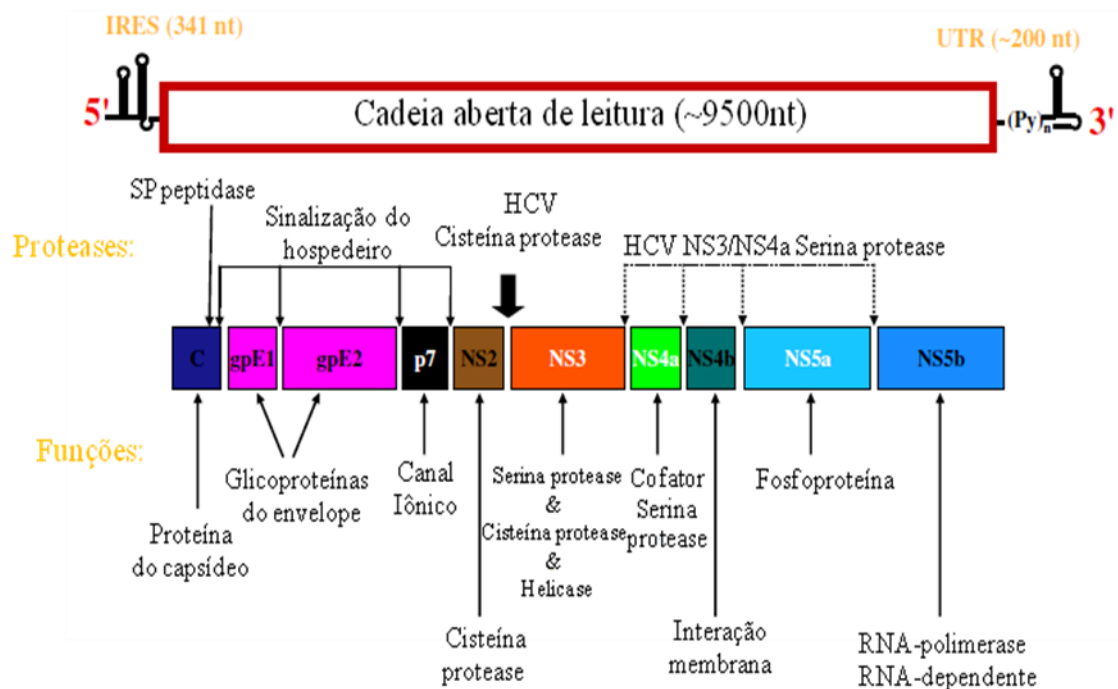 IRES (341 nt)
UTR (~200 nt)
5'
Cadeia aberta de leitura (~9500nt)
(Py)n
3'
SP peptidase
Sinalização do
hospedeiro
HCV
Cisteína protease
Proteases:
HCV NS3/NS4a Serina protease
C
gpE1
gpE2
p7
NS2
NS3
NS4a
NS4b
NS5a
NS5b
Funções:
Proteína
do capsídeo
Glicoproteínas
do envelope
Canal
Iônico
Cisteína
protease
Serina protease
&
Cisteína protease
&
Helicase
Cofator
Serina
protease
Interação
membrana
Fosfoproteína
RNA-polimerase
RNA-dependente